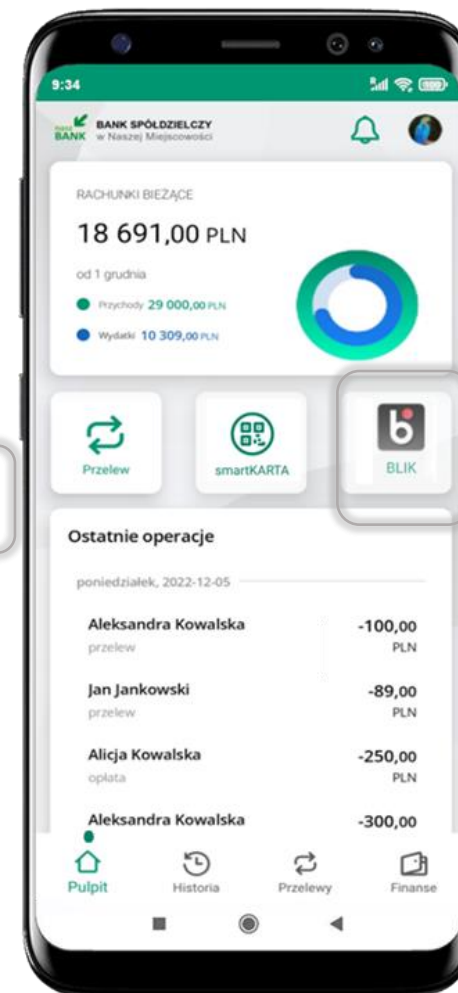 9:34
100
nasz BANK
BANK SPÓŁDZIELCZY
w Naszej Miejscowości
RACHUNKI BIEŻĄCE
18 691,00 PLN
od 1 grudnia
Przychody 29 000,00 PLN
Wydatki 10 309,00 PLN
Przelew
smartKARTA
BLIK
Ostatnie operacje
poniedziałek, 2022-12-05
Aleksandra Kowalska -100,00
przelew PLN
Jan Jankowski -89,00
przelew PLN
Alicja Kowalska -250,00
opłata PLN
Aleksandra Kowalska -300,00
Pulpit Historia Przelewy Finanse